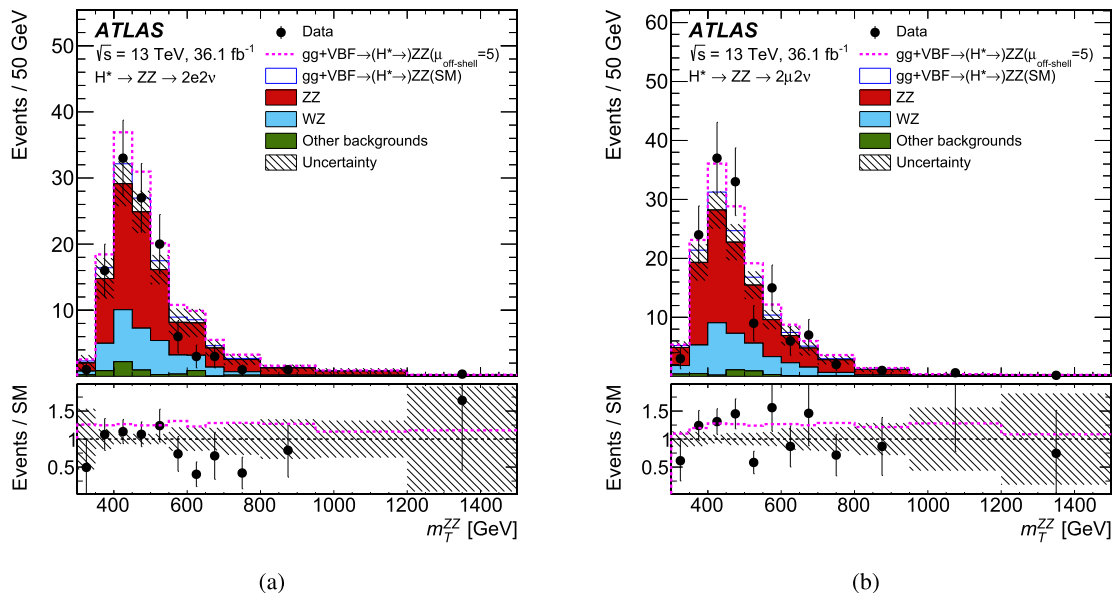 ATLAS
√s = 13 TeV, 36.1 fb⁻¹
H* → ZZ → 2e2ν
Data
gg+VBF→(H*→)ZZ(μoff-shell=5)
gg+VBF→(H*→)ZZ(SM)
ZZ
WZ
Other backgrounds
Uncertainty
Events / 50 GeV
50
40
30
20
10
Events / SM
1.5
1
0.5
400 600 800 1000 1200 1400
m_T^ZZ [GeV]
(a)
ATLAS
√s = 13 TeV, 36.1 fb⁻¹
H* → ZZ → 2μ2ν
Data
gg+VBF→(H*→)ZZ(μoff-shell=5)
gg+VBF→(H*→)ZZ(SM)
ZZ
WZ
Other backgrounds
Uncertainty
Events / 50 GeV
60
50
40
30
20
10
Events / SM
1.5
1
0.5
400 600 800 1000 1200 1400
m_T^ZZ [GeV]
(b)